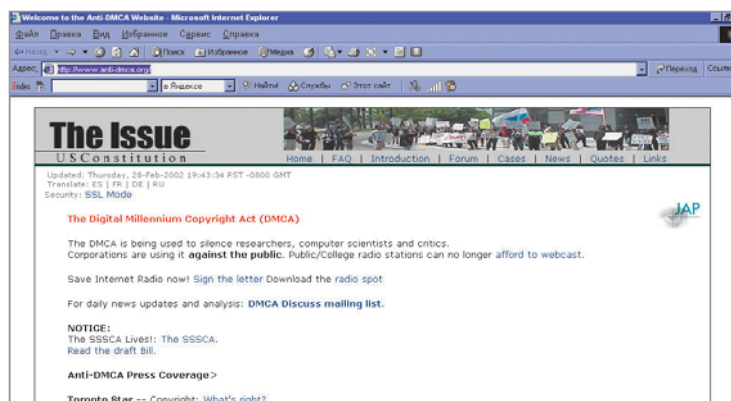 Welcome to the Anti-DMCA Website - Microsoft Internet Explorer
Файл Правка Вид Избранное Сервис Справка
Назад Поиск Избранное Медиа
Адрес: http://www.anti-dmca.org/ Переход Ссылки
в Яндексе Найти Службы Этот сайт
The Issue
USConstitution
Home | FAQ | Introduction | Forum | Cases | News | Quotes | Links
Updated: Thursday, 28-Feb-2002 19:43:34 PST -0800 GMT
Translate: ES | FR | DE | RU
Security: SSL Mode
JAP
The Digital Millennium Copyright Act (DMCA)
The DMCA is being used to silence researchers, computer scientists and critics.
Corporations are using it against the public. Public/College radio stations can no longer afford to webcast.
Save Internet Radio now! Sign the letter Download the radio spot
For daily news updates and analysis: DMCA Discuss mailing list.
NOTICE:
The SSSCA Lives!: The SSSCA.
Read the draft Bill.
Anti-DMCA Press Coverage>
Toronto Star -- Copyright: What's right?